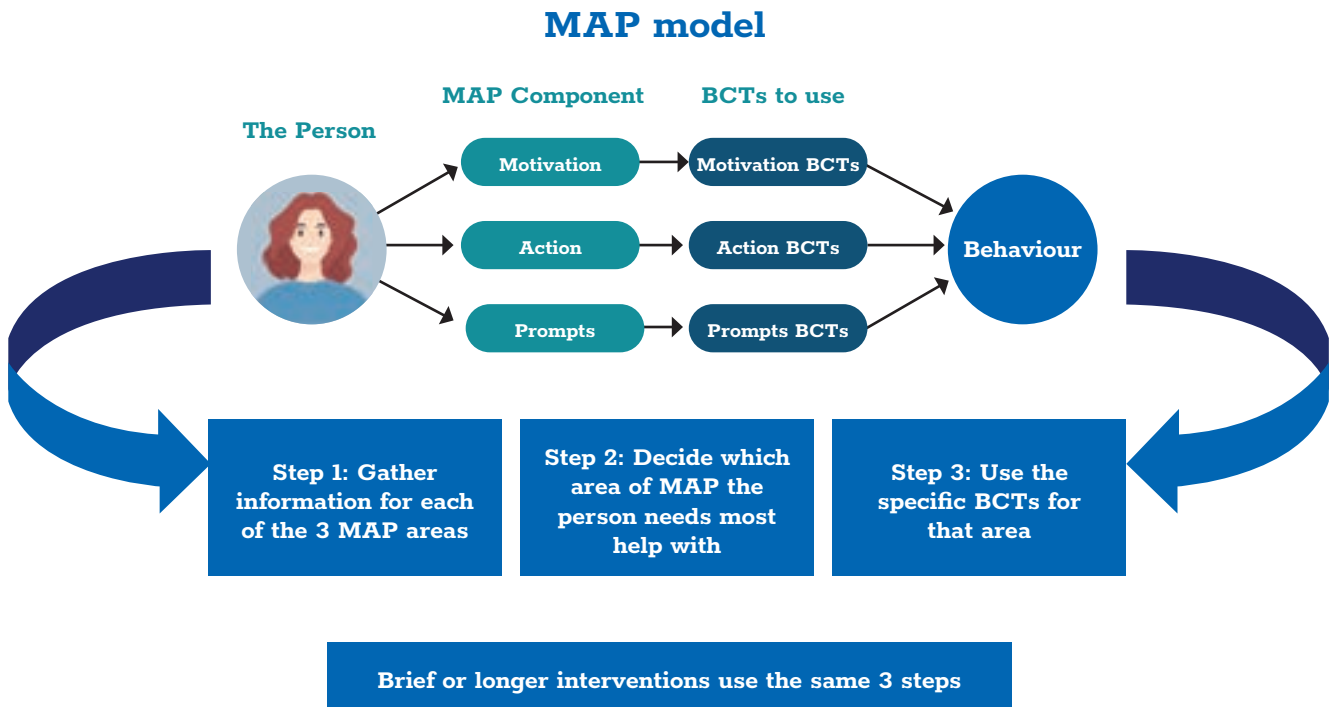 MAP model
MAP Component
BCTs to use
The Person
Motivation
Motivation BCTs
Action
Action BCTs
Behaviour
Prompts
Prompts BCTs
Step 1: Gather
information for each
of the 3 MAP areas
Step 2: Decide which
area of MAP the
person needs most
help with
Step 3: Use the
specific BCTs for
that area
Brief or longer interventions use the same 3 steps